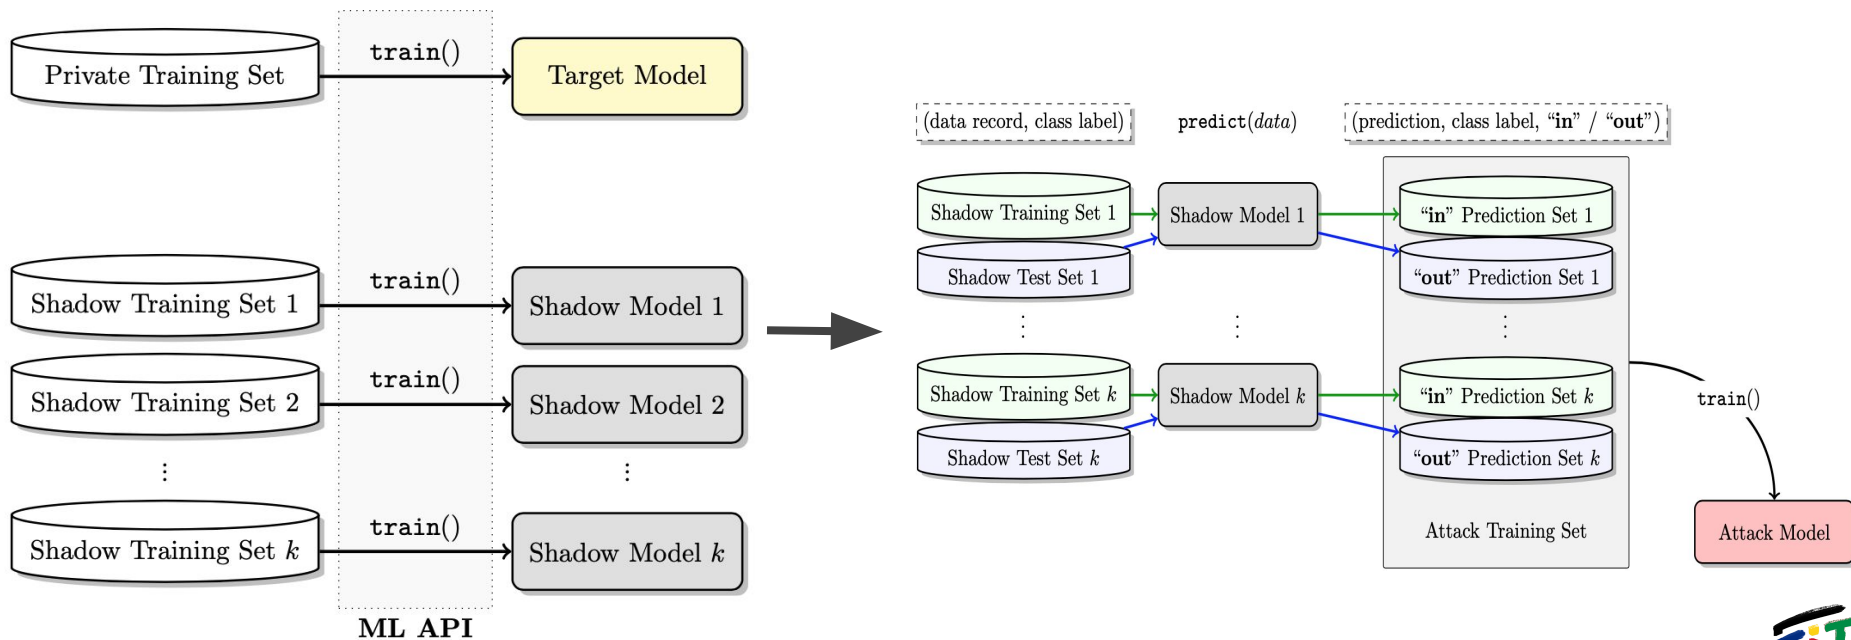 Private Training Set
train()
Target Model
Shadow Training Set 1
train()
Shadow Model 1
Shadow Training Set 2
train()
Shadow Model 2
⋮
⋮
Shadow Training Set k
train()
Shadow Model k
ML API
(data record, class label)
predict(data)
(prediction, class label, “in” / “out”)
Shadow Training Set 1
Shadow Model 1
“in” Prediction Set 1
Shadow Test Set 1
“out” Prediction Set 1
⋮
⋮
⋮
Shadow Training Set k
Shadow Model k
“in” Prediction Set k
Shadow Test Set k
“out” Prediction Set k
train()
Attack Training Set
Attack Model